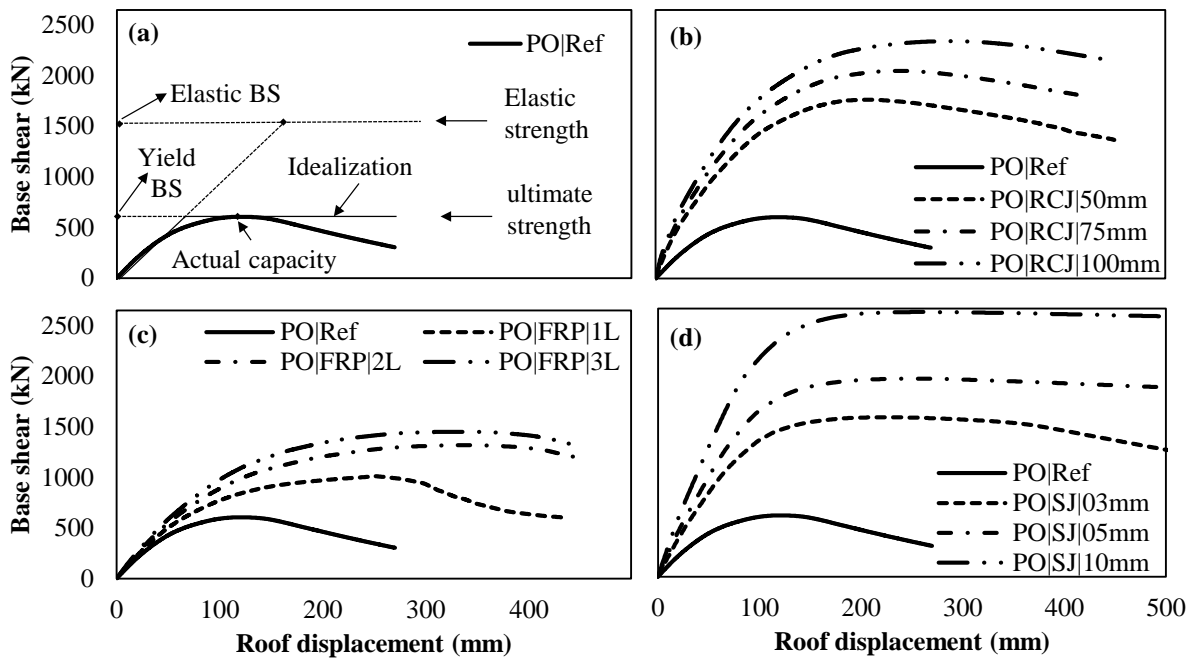 (a)
PO|Ref
Elastic BS
Elastic
strength
Yield
BS
Idealization
ultimate
strength
Actual capacity
Base shear (kN)
2500
2000
1500
1000
500
0
(b)
PO|Ref
PO|RCJ|50mm
PO|RCJ|75mm
PO|RCJ|100mm
(c)
PO|Ref
PO|FRP|1L
PO|FRP|2L
PO|FRP|3L
Base shear (kN)
2500
2000
1500
1000
500
0
0 100 200 300 400
Roof displacement (mm)
(d)
PO|Ref
PO|SJ|03mm
PO|SJ|05mm
PO|SJ|10mm
0 100 200 300 400 500
Roof displacement (mm)